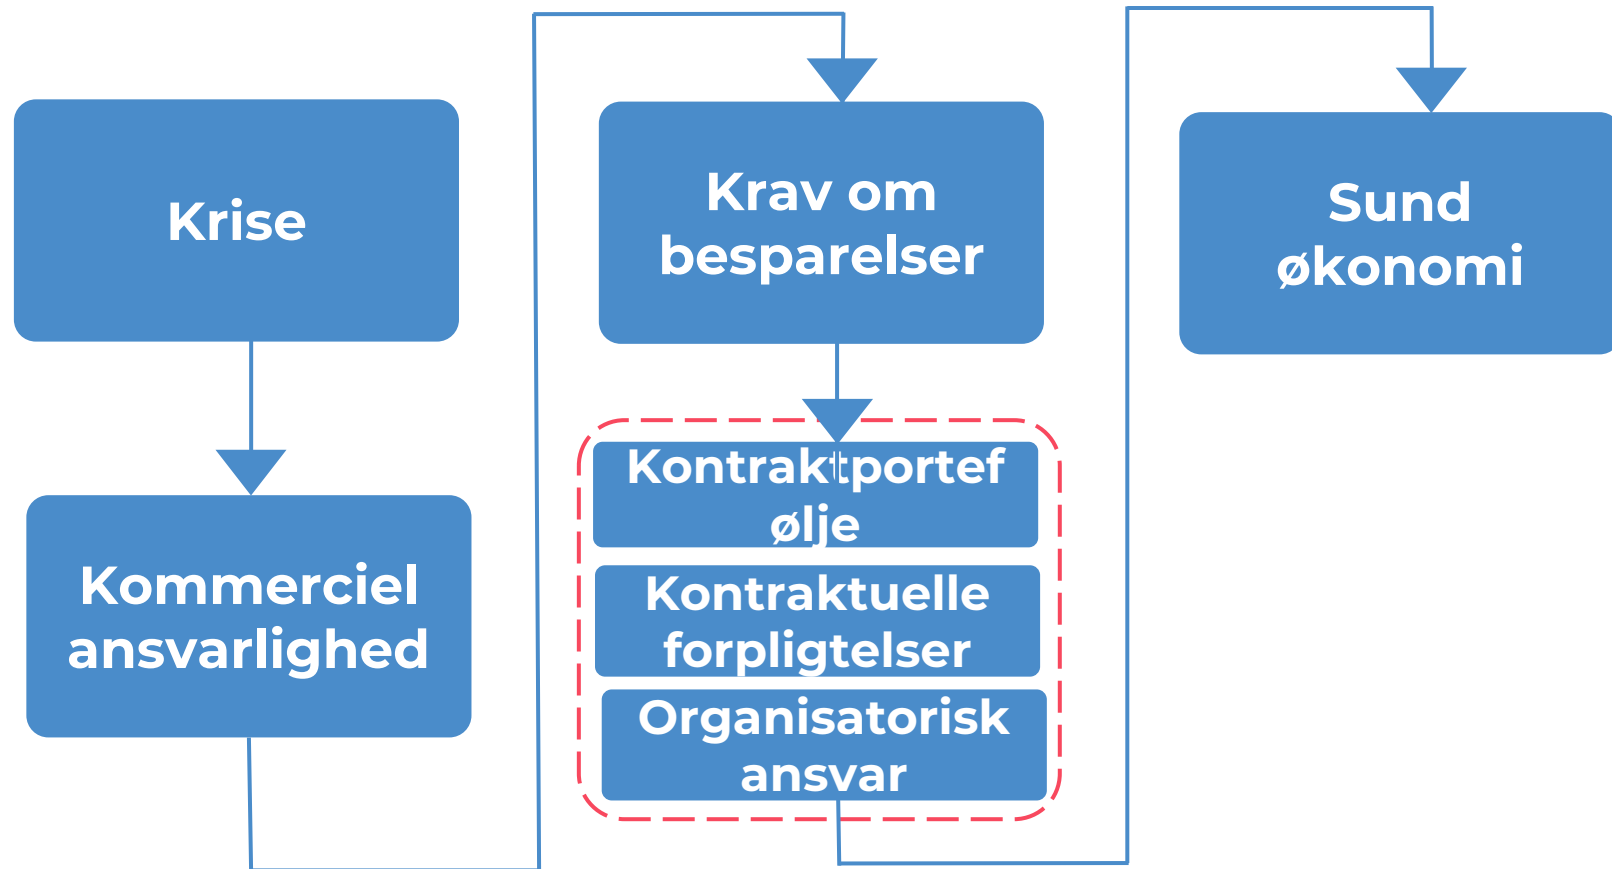 Krise
Kommerciel
ansvarlighed
Krav om
besparelser
Kontraktportef
ølje
Kontraktuelle
forpligtelser
Organisatorisk
ansvar
Sund
økonomi